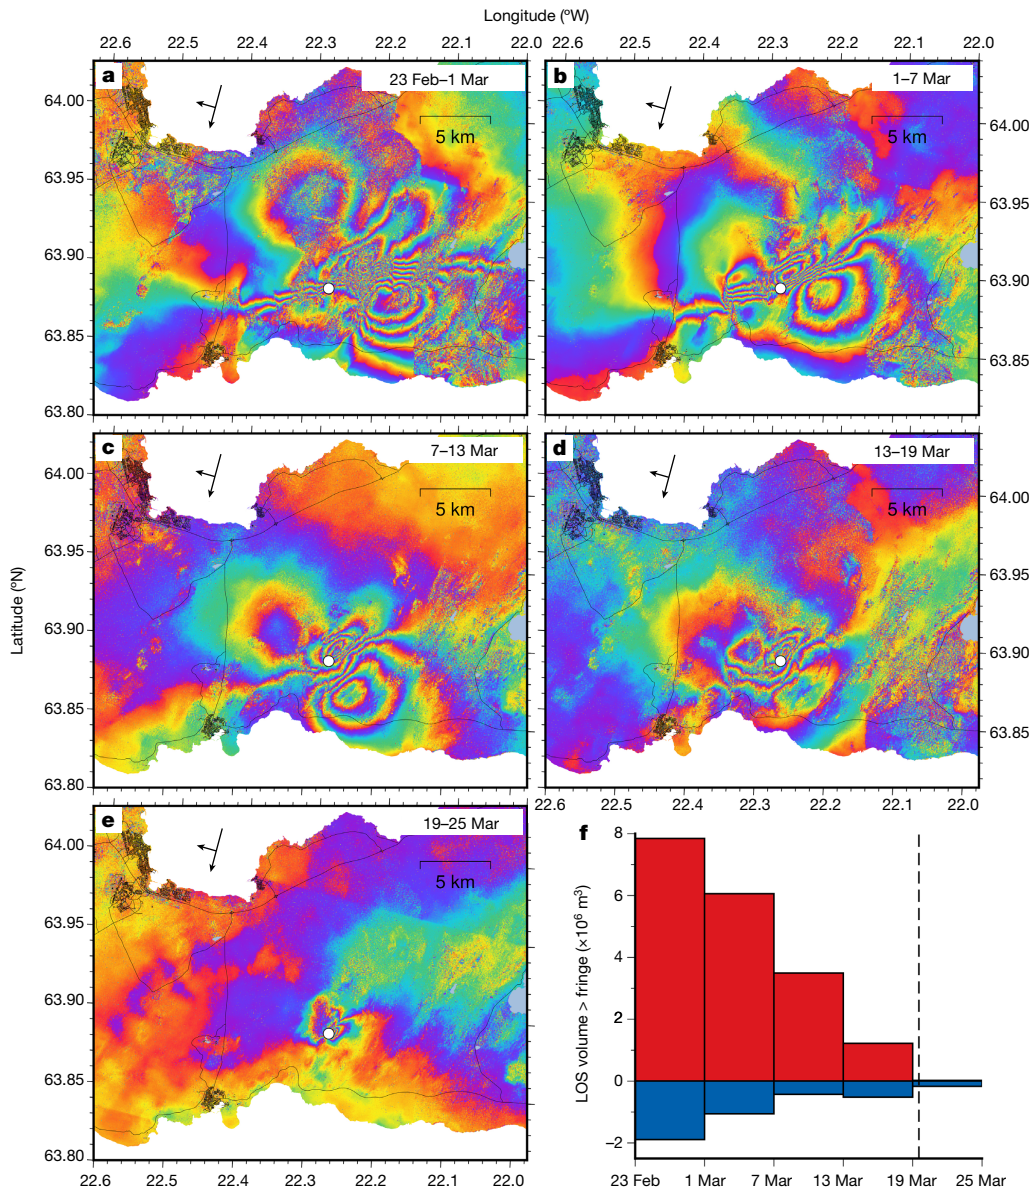 Longitude (°W)
22.6 22.5 22.4 22.3 22.2 22.1 22.0
22.6 22.5 22.4 22.3 22.2 22.1 22.0
a
23 Feb–1 Mar
5 km
64.00
63.95
63.90
63.85
63.80
b
1–7 Mar
5 km
64.00
63.95
63.90
63.85
c
7–13 Mar
5 km
64.00
63.95
63.90
63.85
63.80
Latitude (°N)
d
13–19 Mar
5 km
64.00
63.95
63.90
63.85
22.6 22.5 22.4 22.3 22.2 22.1 22.0
e
19–25 Mar
5 km
64.00
63.95
63.90
63.85
63.80
22.6 22.5 22.4 22.3 22.2 22.1 22.0
f
LOS volume > fringe (×10⁶ m³)
8
6
4
2
0
–2
23 Feb 1 Mar 7 Mar 13 Mar 19 Mar 25 Mar